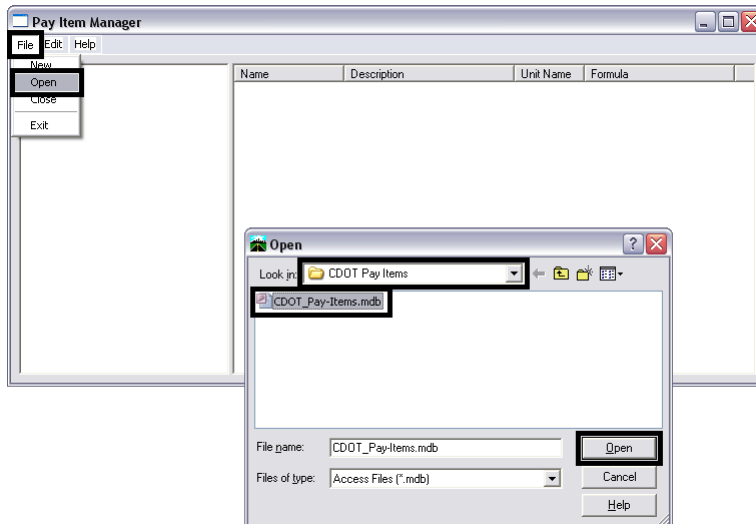 Pay Item Manager
File Edit Help
New
Open
Close
Exit
Name Description Unit Name Formula
Open
Look in: CDOT Pay Items
CDOT_Pay-Items.mdb
File name: CDOT_Pay-Items.mdb Open
Files of type: Access Files (*.mdb) Cancel
Help